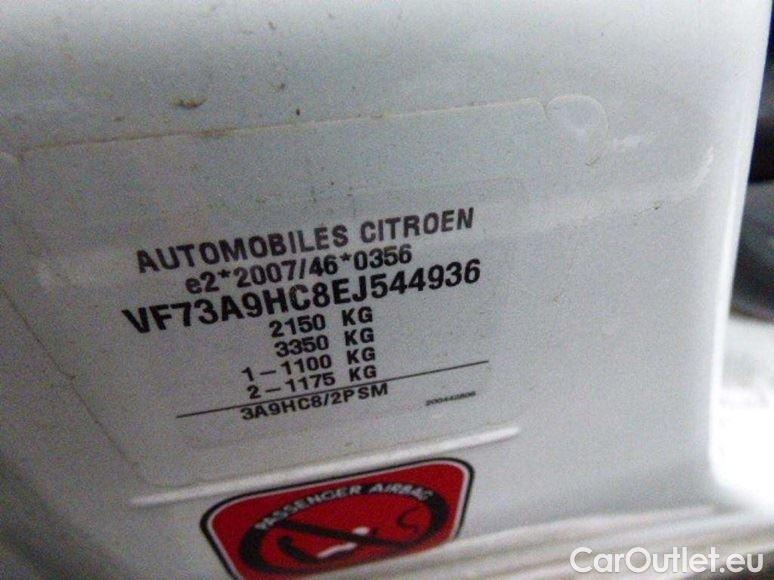 AUTOMOBILES CITROEN
e2*2007/46*0356
VF73A9HC8EJ544936
2150 KG
3350 KG
1-1100 KG
2-1175 KG
3A9HC8/2PSM
200442806
PASSENGER AIRBAG
CarOutlet.eu